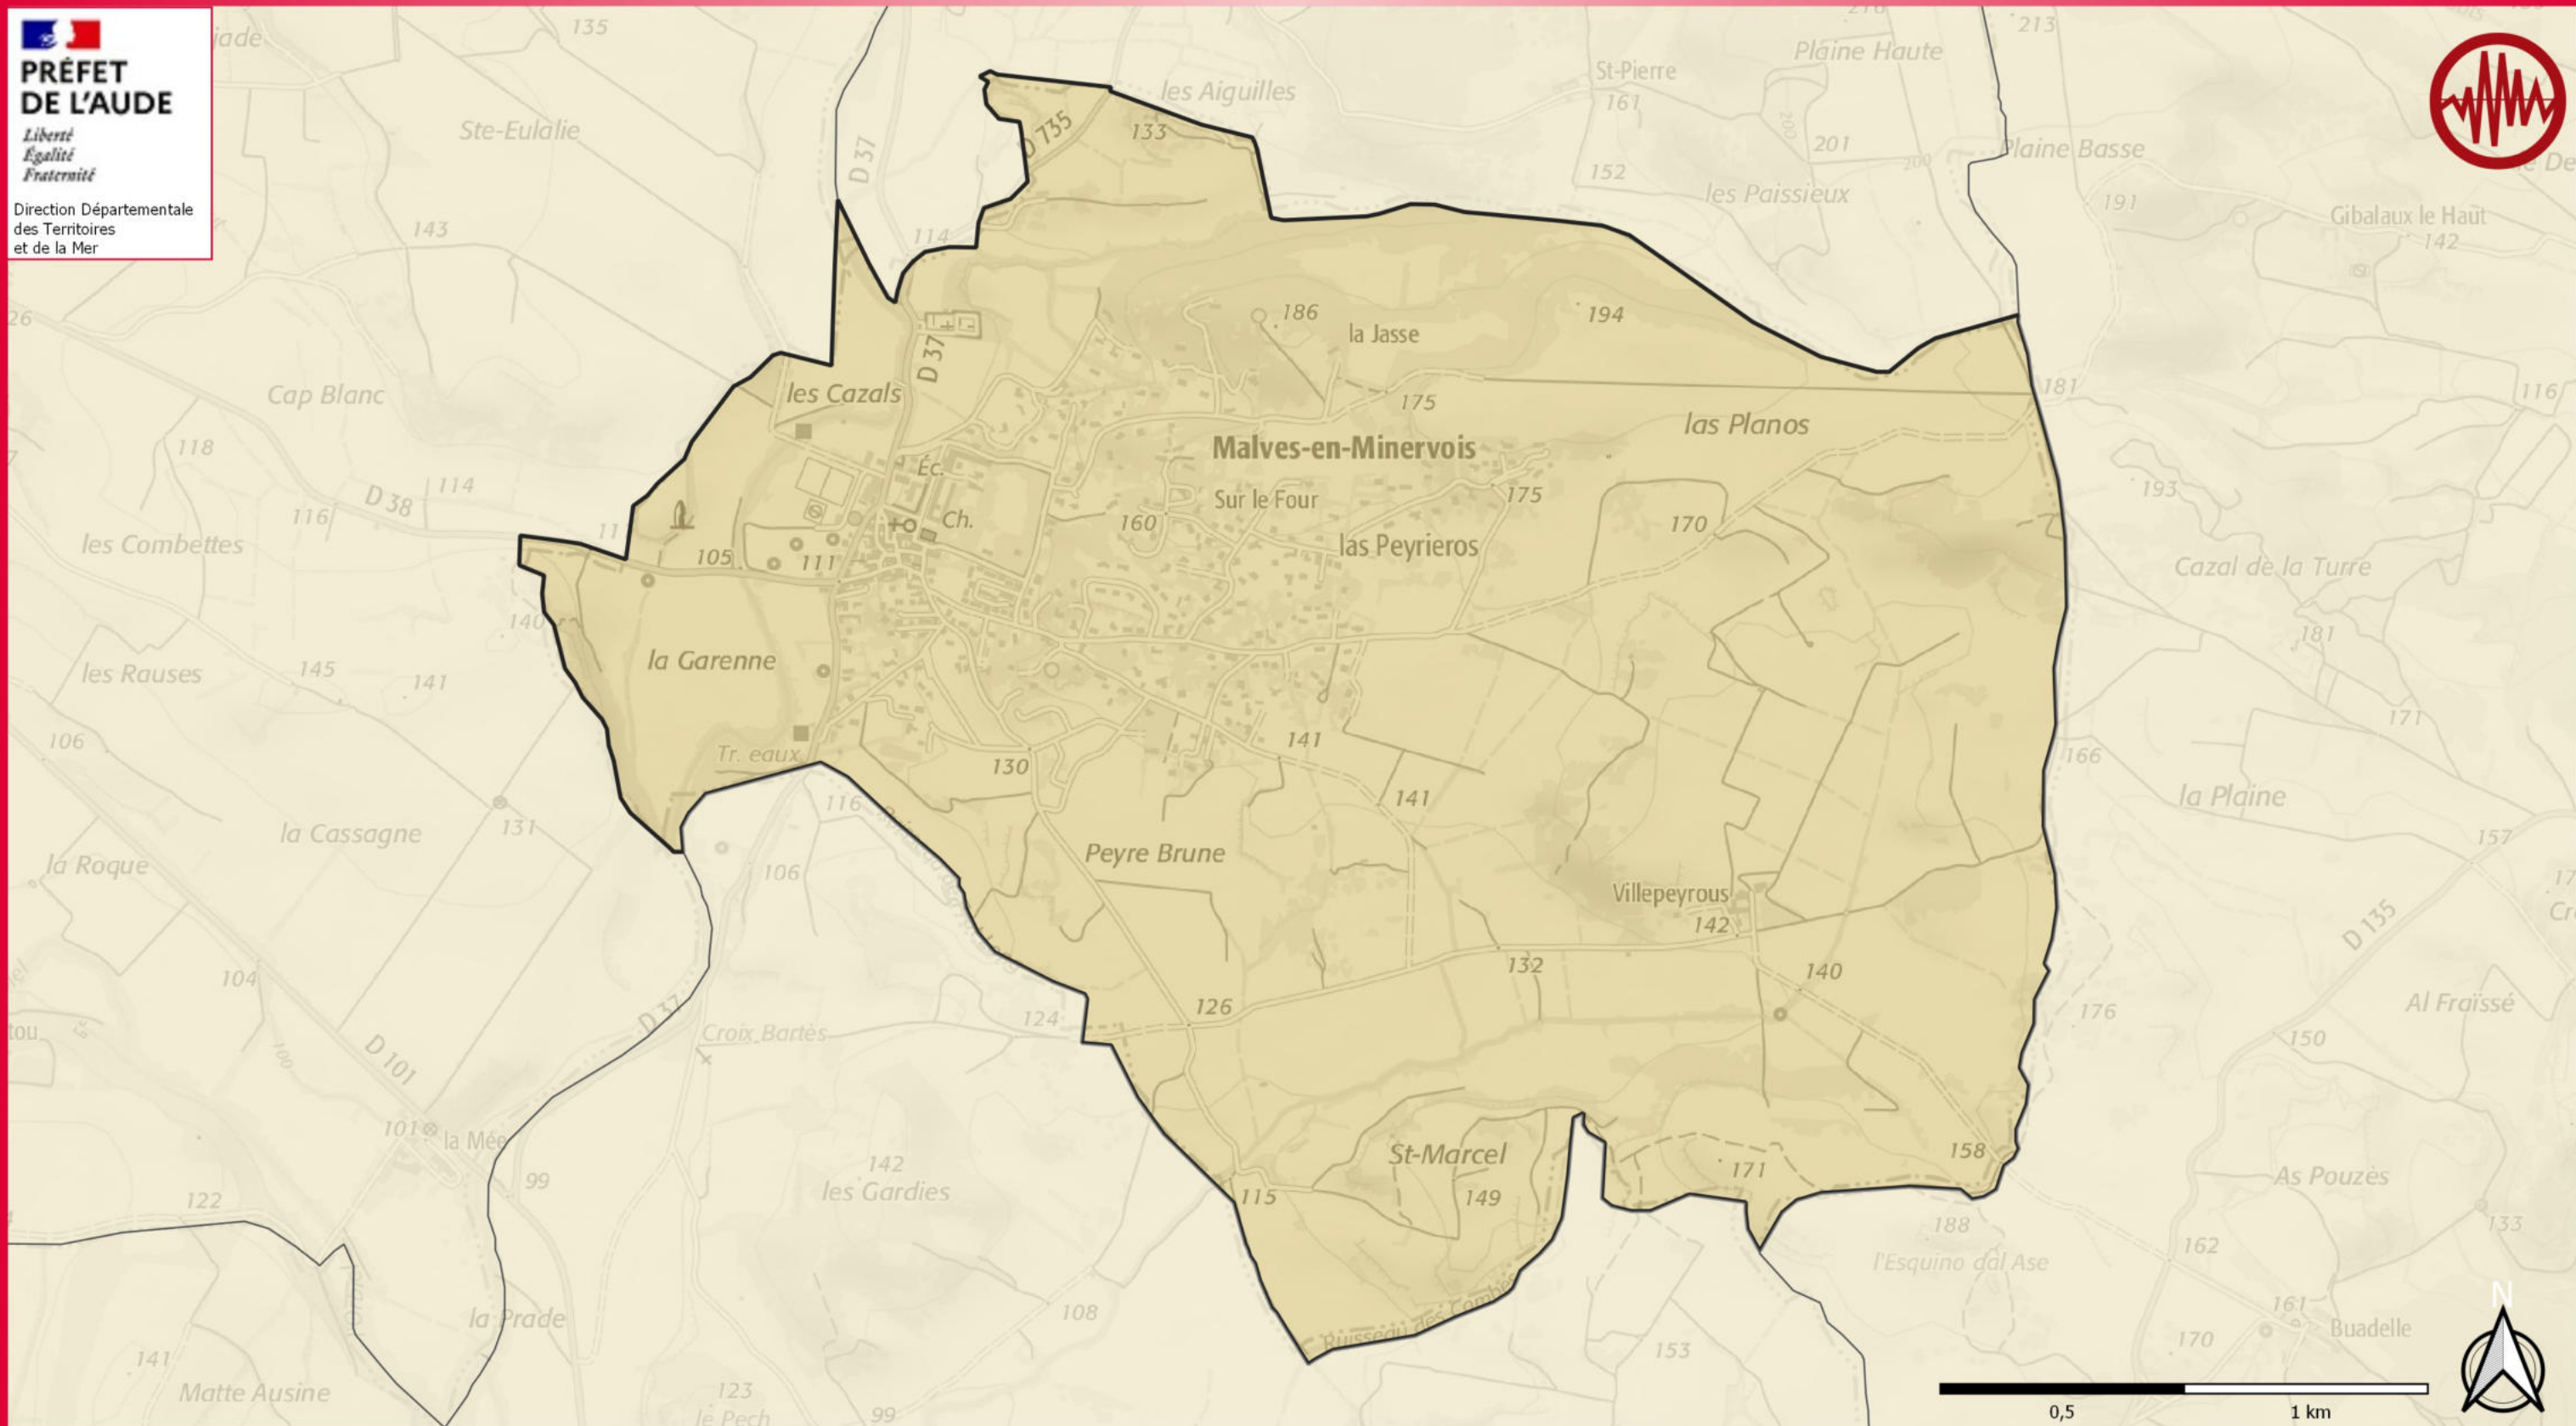 PRÉFET
DE L'AUDE
Liberté
Égalité
Fraternité
Direction Départementale
des Territoires
et de la Mer
135
Ste-Eulalie
143
D 37
114
D 735
133
les Aiguilles
St-Pierre
161
152
Plaine Haute
213
201
200
200
Plaine Basse
les Paissieux
191
Gibalaux le Haut
142
Cap Blanc
118
D 38
114
116
les Combettes
les Cazals
D 37
186
la Jasse
194
175
181
116
las Planos
Malves-en-Minervois
Éc.
Sur le Four
175
193
Ch.
160
170
105
111
las Peyrieros
Cazal de la Turre
140
181
les Rauses
145
141
la Garenne
171
106
Tr. eaux
130
141
166
116
141
la Plaine
la Cassagne
131
157
la Roque
106
Peyre Brune
Villepeyrous
142
D 135
104
132
140
D 37
126
176
Al Fraïssé
Croix Bartès
124
150
D 101
100
101
la Mée
142
St-Marcel
171
158
99
As Pouzès
122
les Gardies
115
149
188
133
162
l'Esquino dal Ase
la Prade
108
Ruisseau des Combes
161
N
153
170
Buadelle
141
Matte Ausine
123
le Pech
99
0,5
1 km